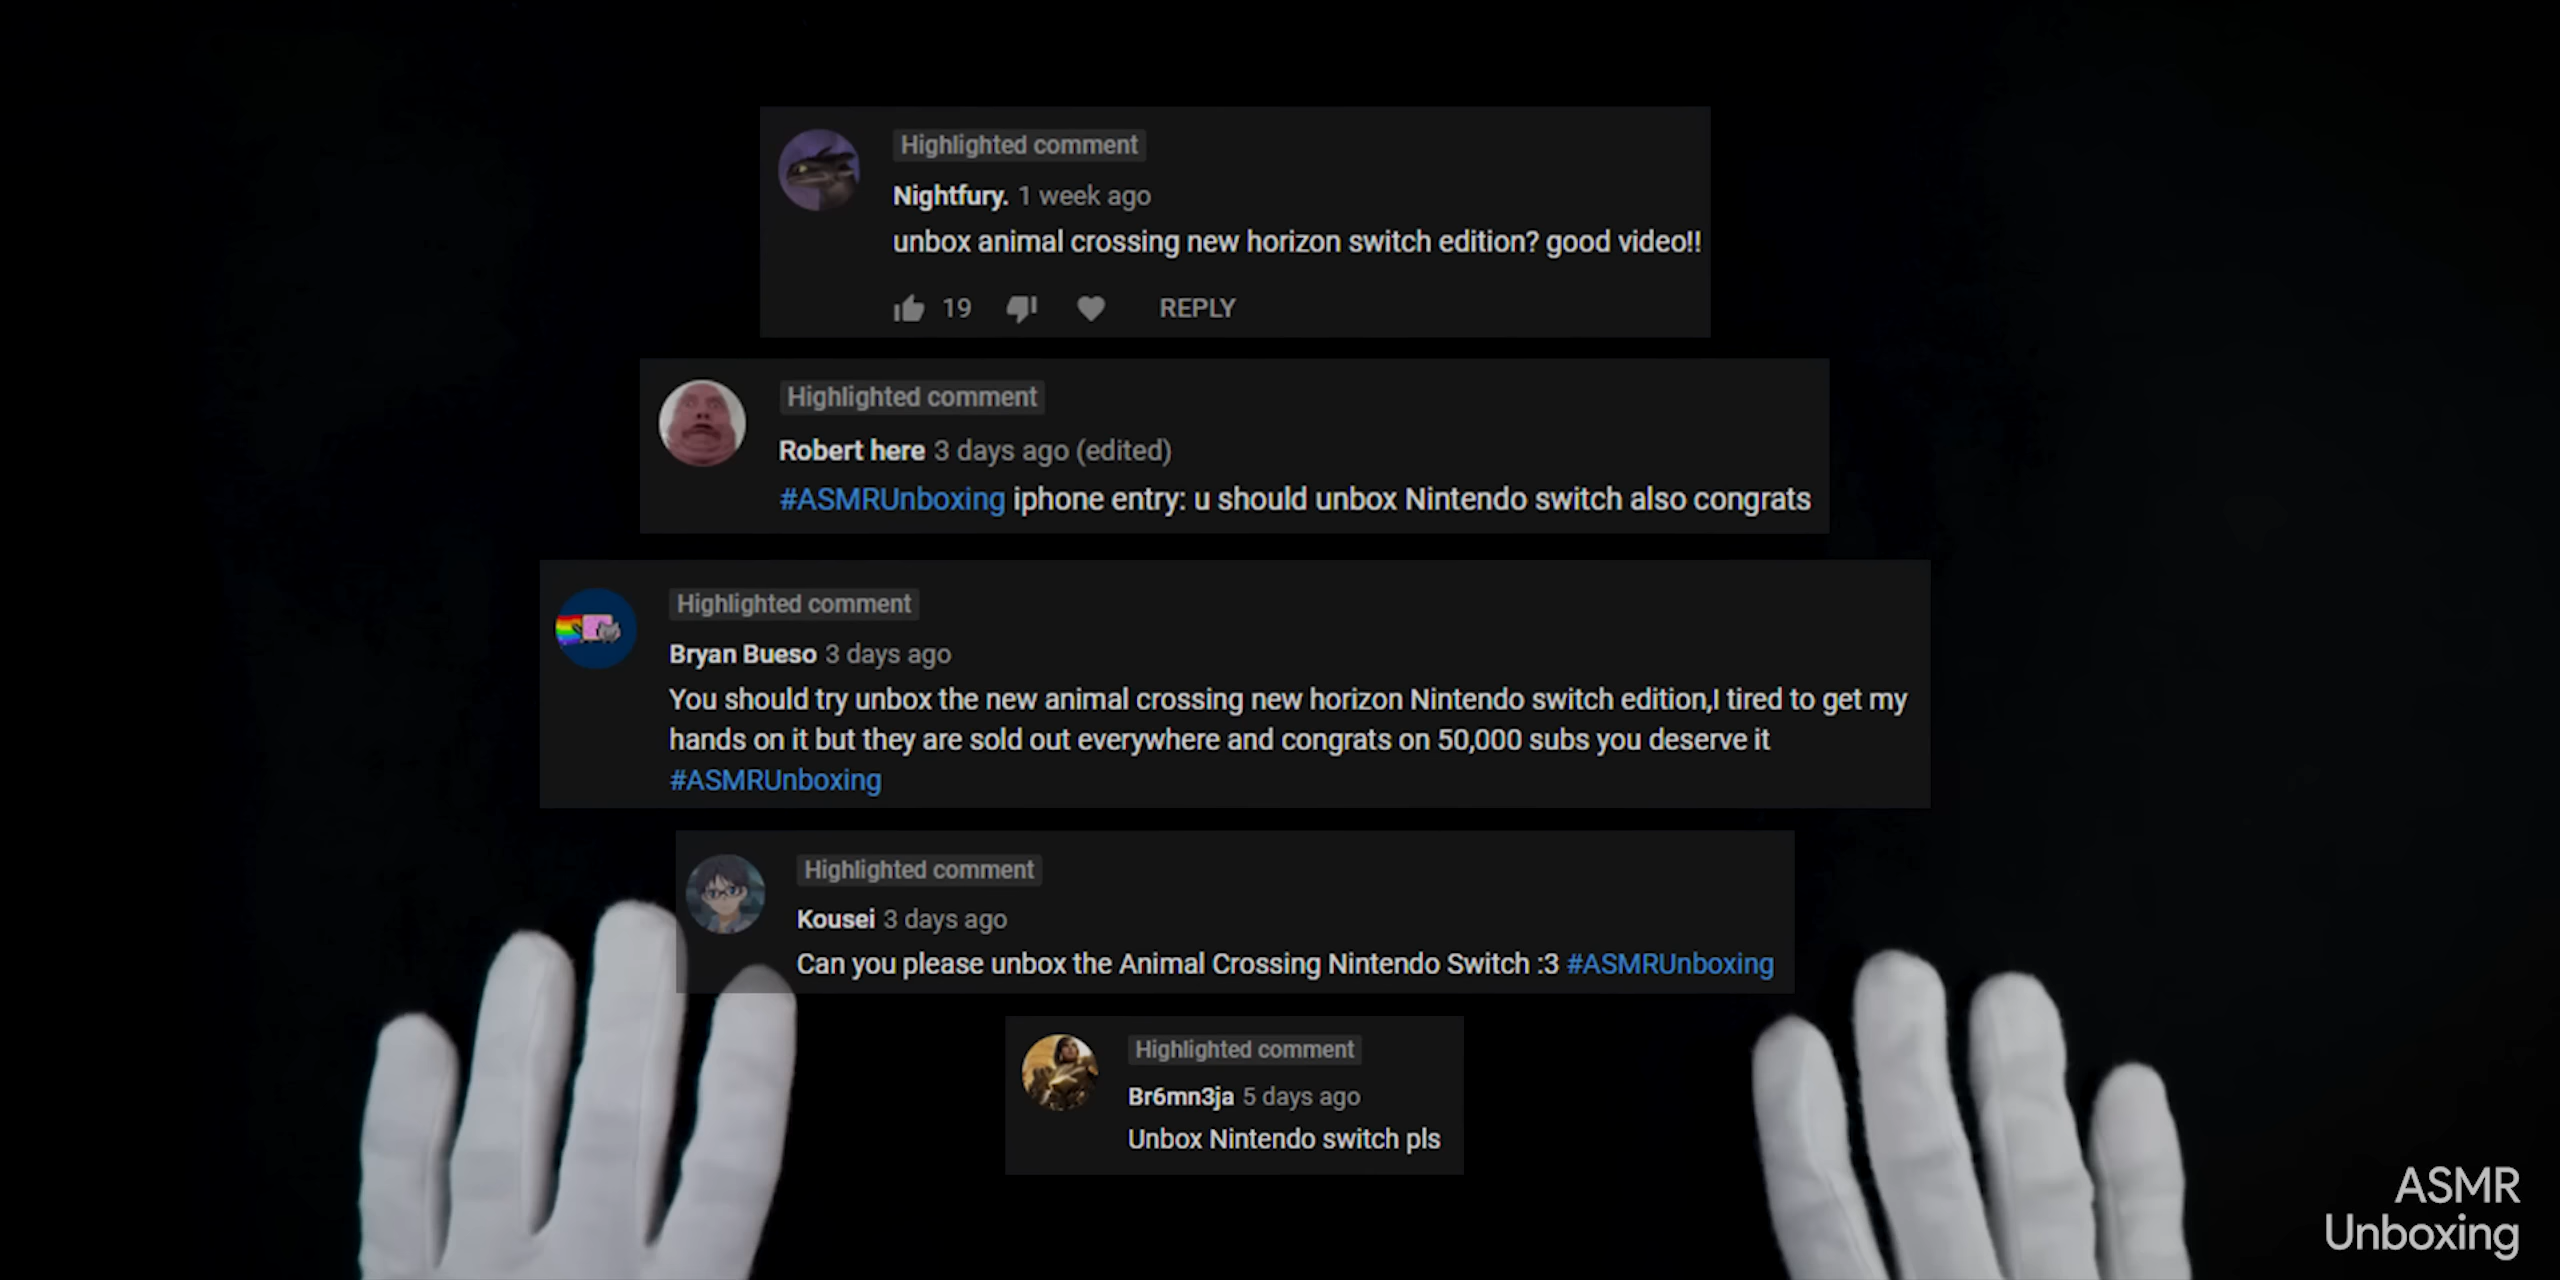 Highlighted comment
Nightfury. 1 week ago
unbox animal crossing new horizon switch edition? good video!!
19 REPLY
Highlighted comment
Robert here 3 days ago (edited)
#ASMRUnboxing iphone entry: u should unbox Nintendo switch also congrats
Highlighted comment
Bryan Bueso 3 days ago
You should try unbox the new animal crossing new horizon Nintendo switch edition,I tired to get my
hands on it but they are sold out everywhere and congrats on 50,000 subs you deserve it
#ASMRUnboxing
Highlighted comment
Kousei 3 days ago
Can you please unbox the Animal Crossing Nintendo Switch :3 #ASMRUnboxing
Highlighted comment
Br6mn3ja 5 days ago
Unbox Nintendo switch pls
ASMR
Unboxing